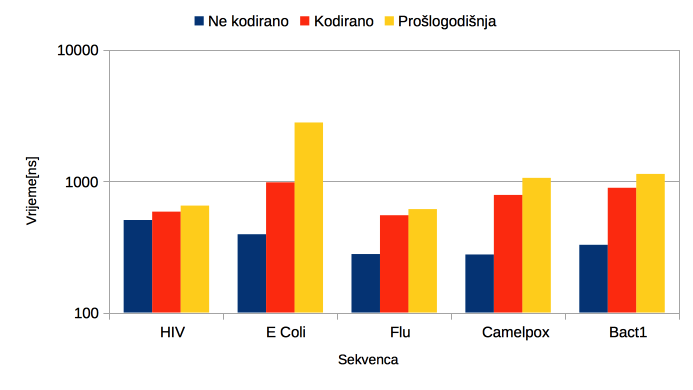 Ne kodirano Kodirano Prošlogodišnja
10000
1000
100
Vrijeme[ns]
HIV E Coli Flu Camelpox Bact1
Sekvenca